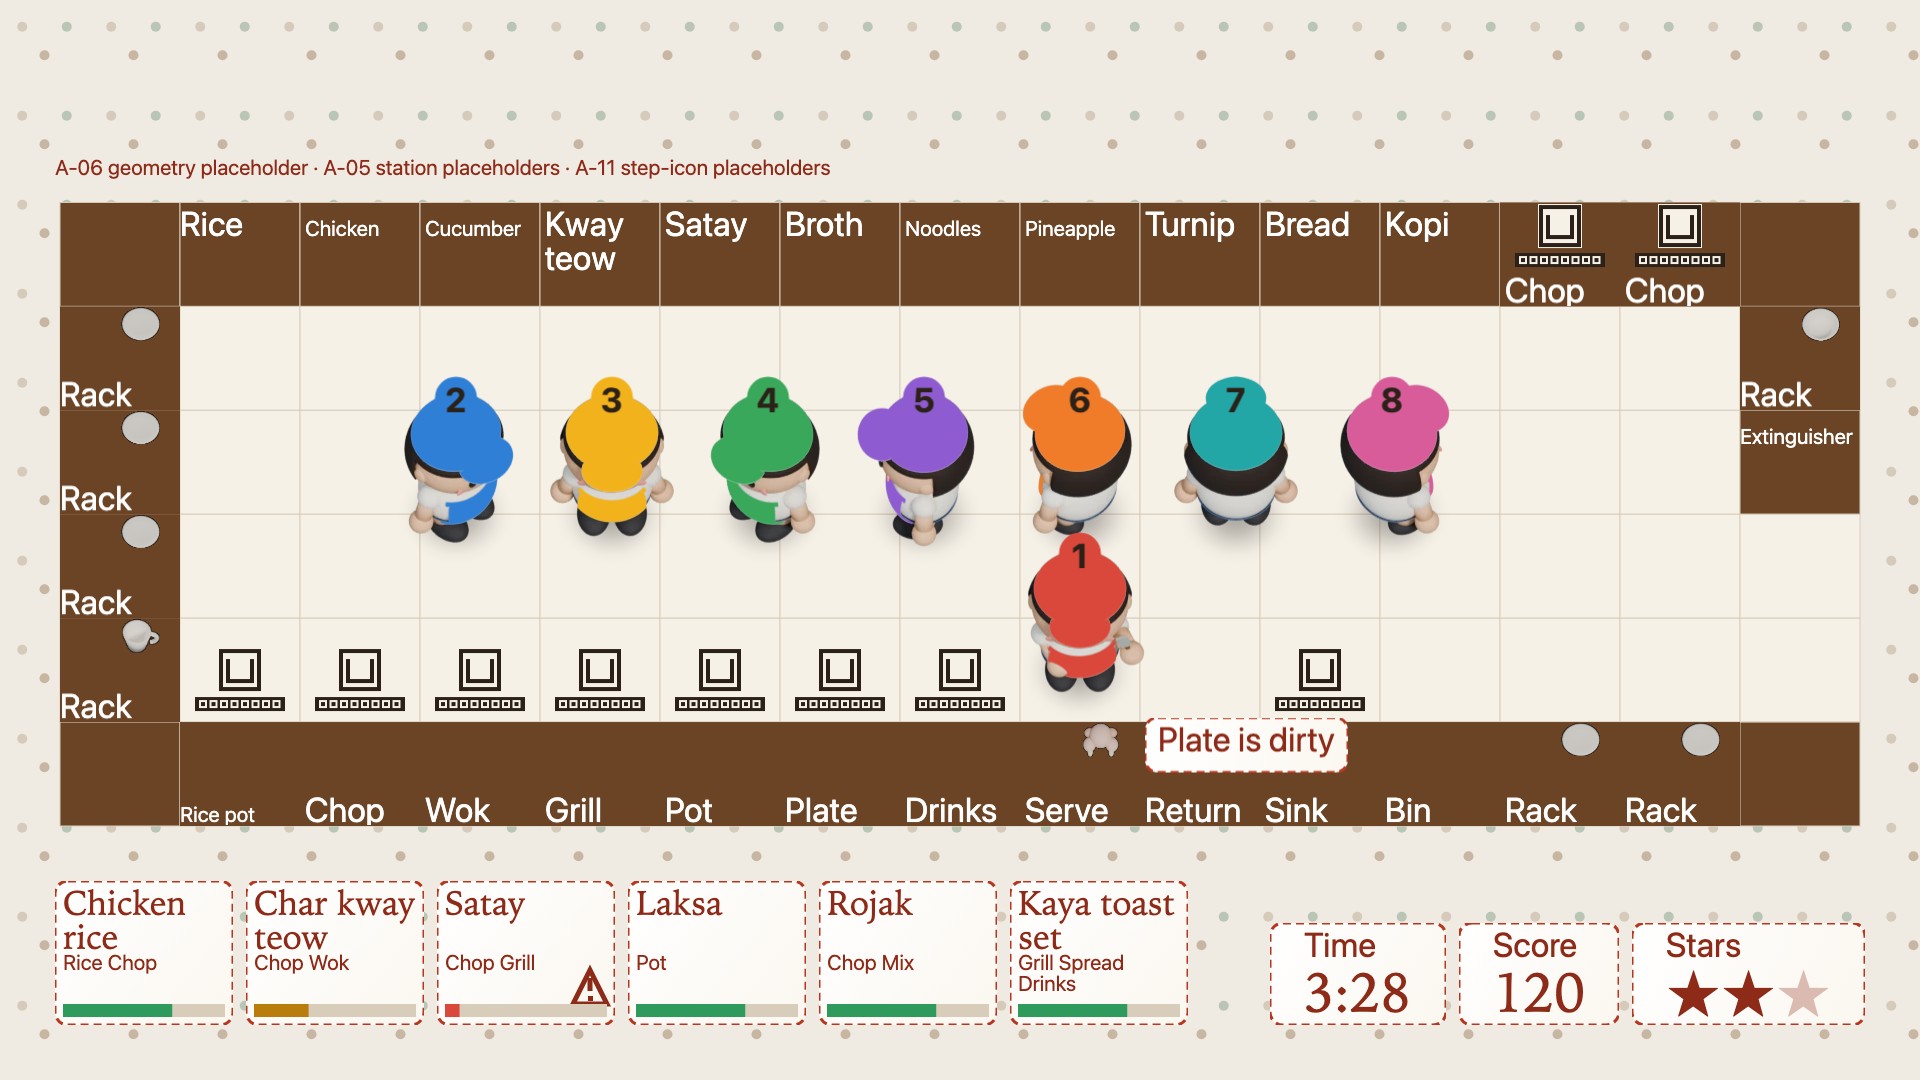 A-06 geometry placeholder · A-05 station placeholders · A-11 step-icon placeholders
Rice
Chicken
Cucumber
Kway
teow
Satay
Broth
Noodles
Pineapple
Turnip
Bread
Kopi
Chop
Chop
Rack
Rack
2
3
4
5
6
7
8
Extinguisher
Rack
Rack
1
Rack
Plate is dirty
Rice pot
Chop
Wok
Grill
Pot
Plate
Drinks
Serve
Return
Sink
Bin
Rack
Rack
Chicken
rice
Rice Chop
Char kway
teow
Chop Wok
Satay
Chop Grill
Laksa
Pot
Rojak
Chop Mix
Kaya toast
set
Grill Spread
Drinks
Time
3:28
Score
120
Stars